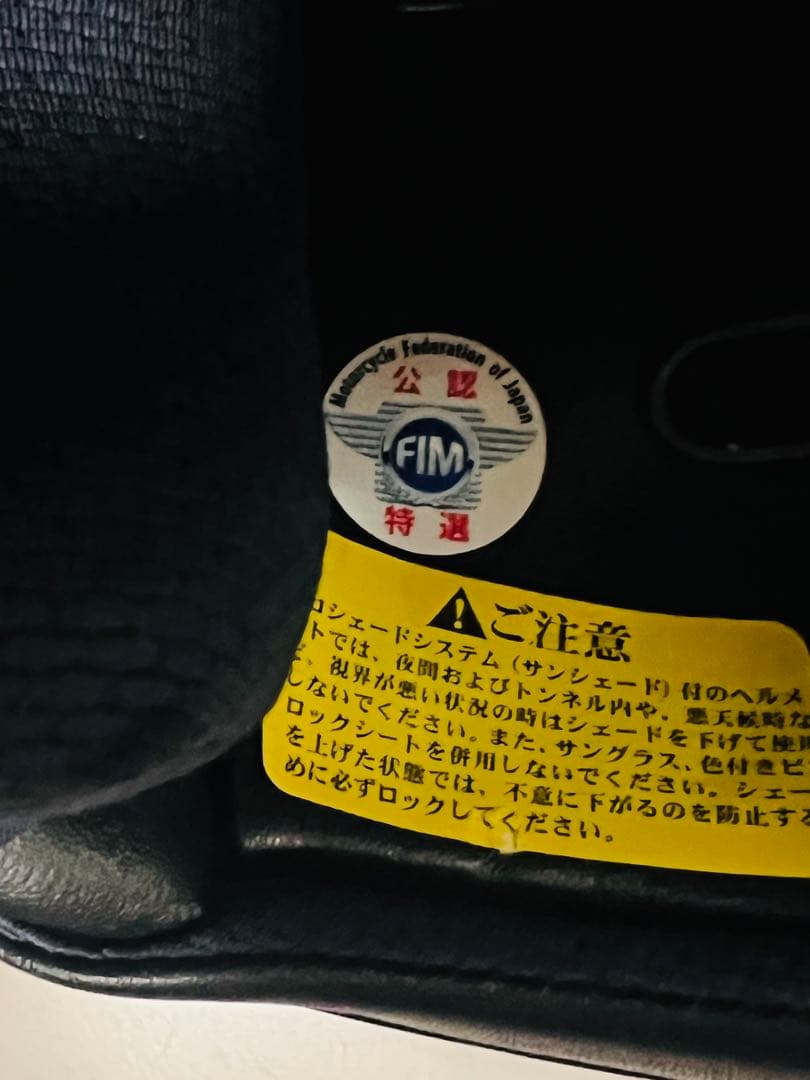 Motorcycle Federation of Japan
公認
FIM
特選
ご注意
ロシェードシステム（サンシェード）付のヘルメ
トでは、夜間およびトンネル内や、悪天候時な
ど、視界が悪い状況の時はシェードを下げて使用
しないでください。また、サングラス、色付きピ
ロックシートを併用しないでください。シェー
を上げた状態では、不意に下がるのを防止する
めに必ずロックしてください。